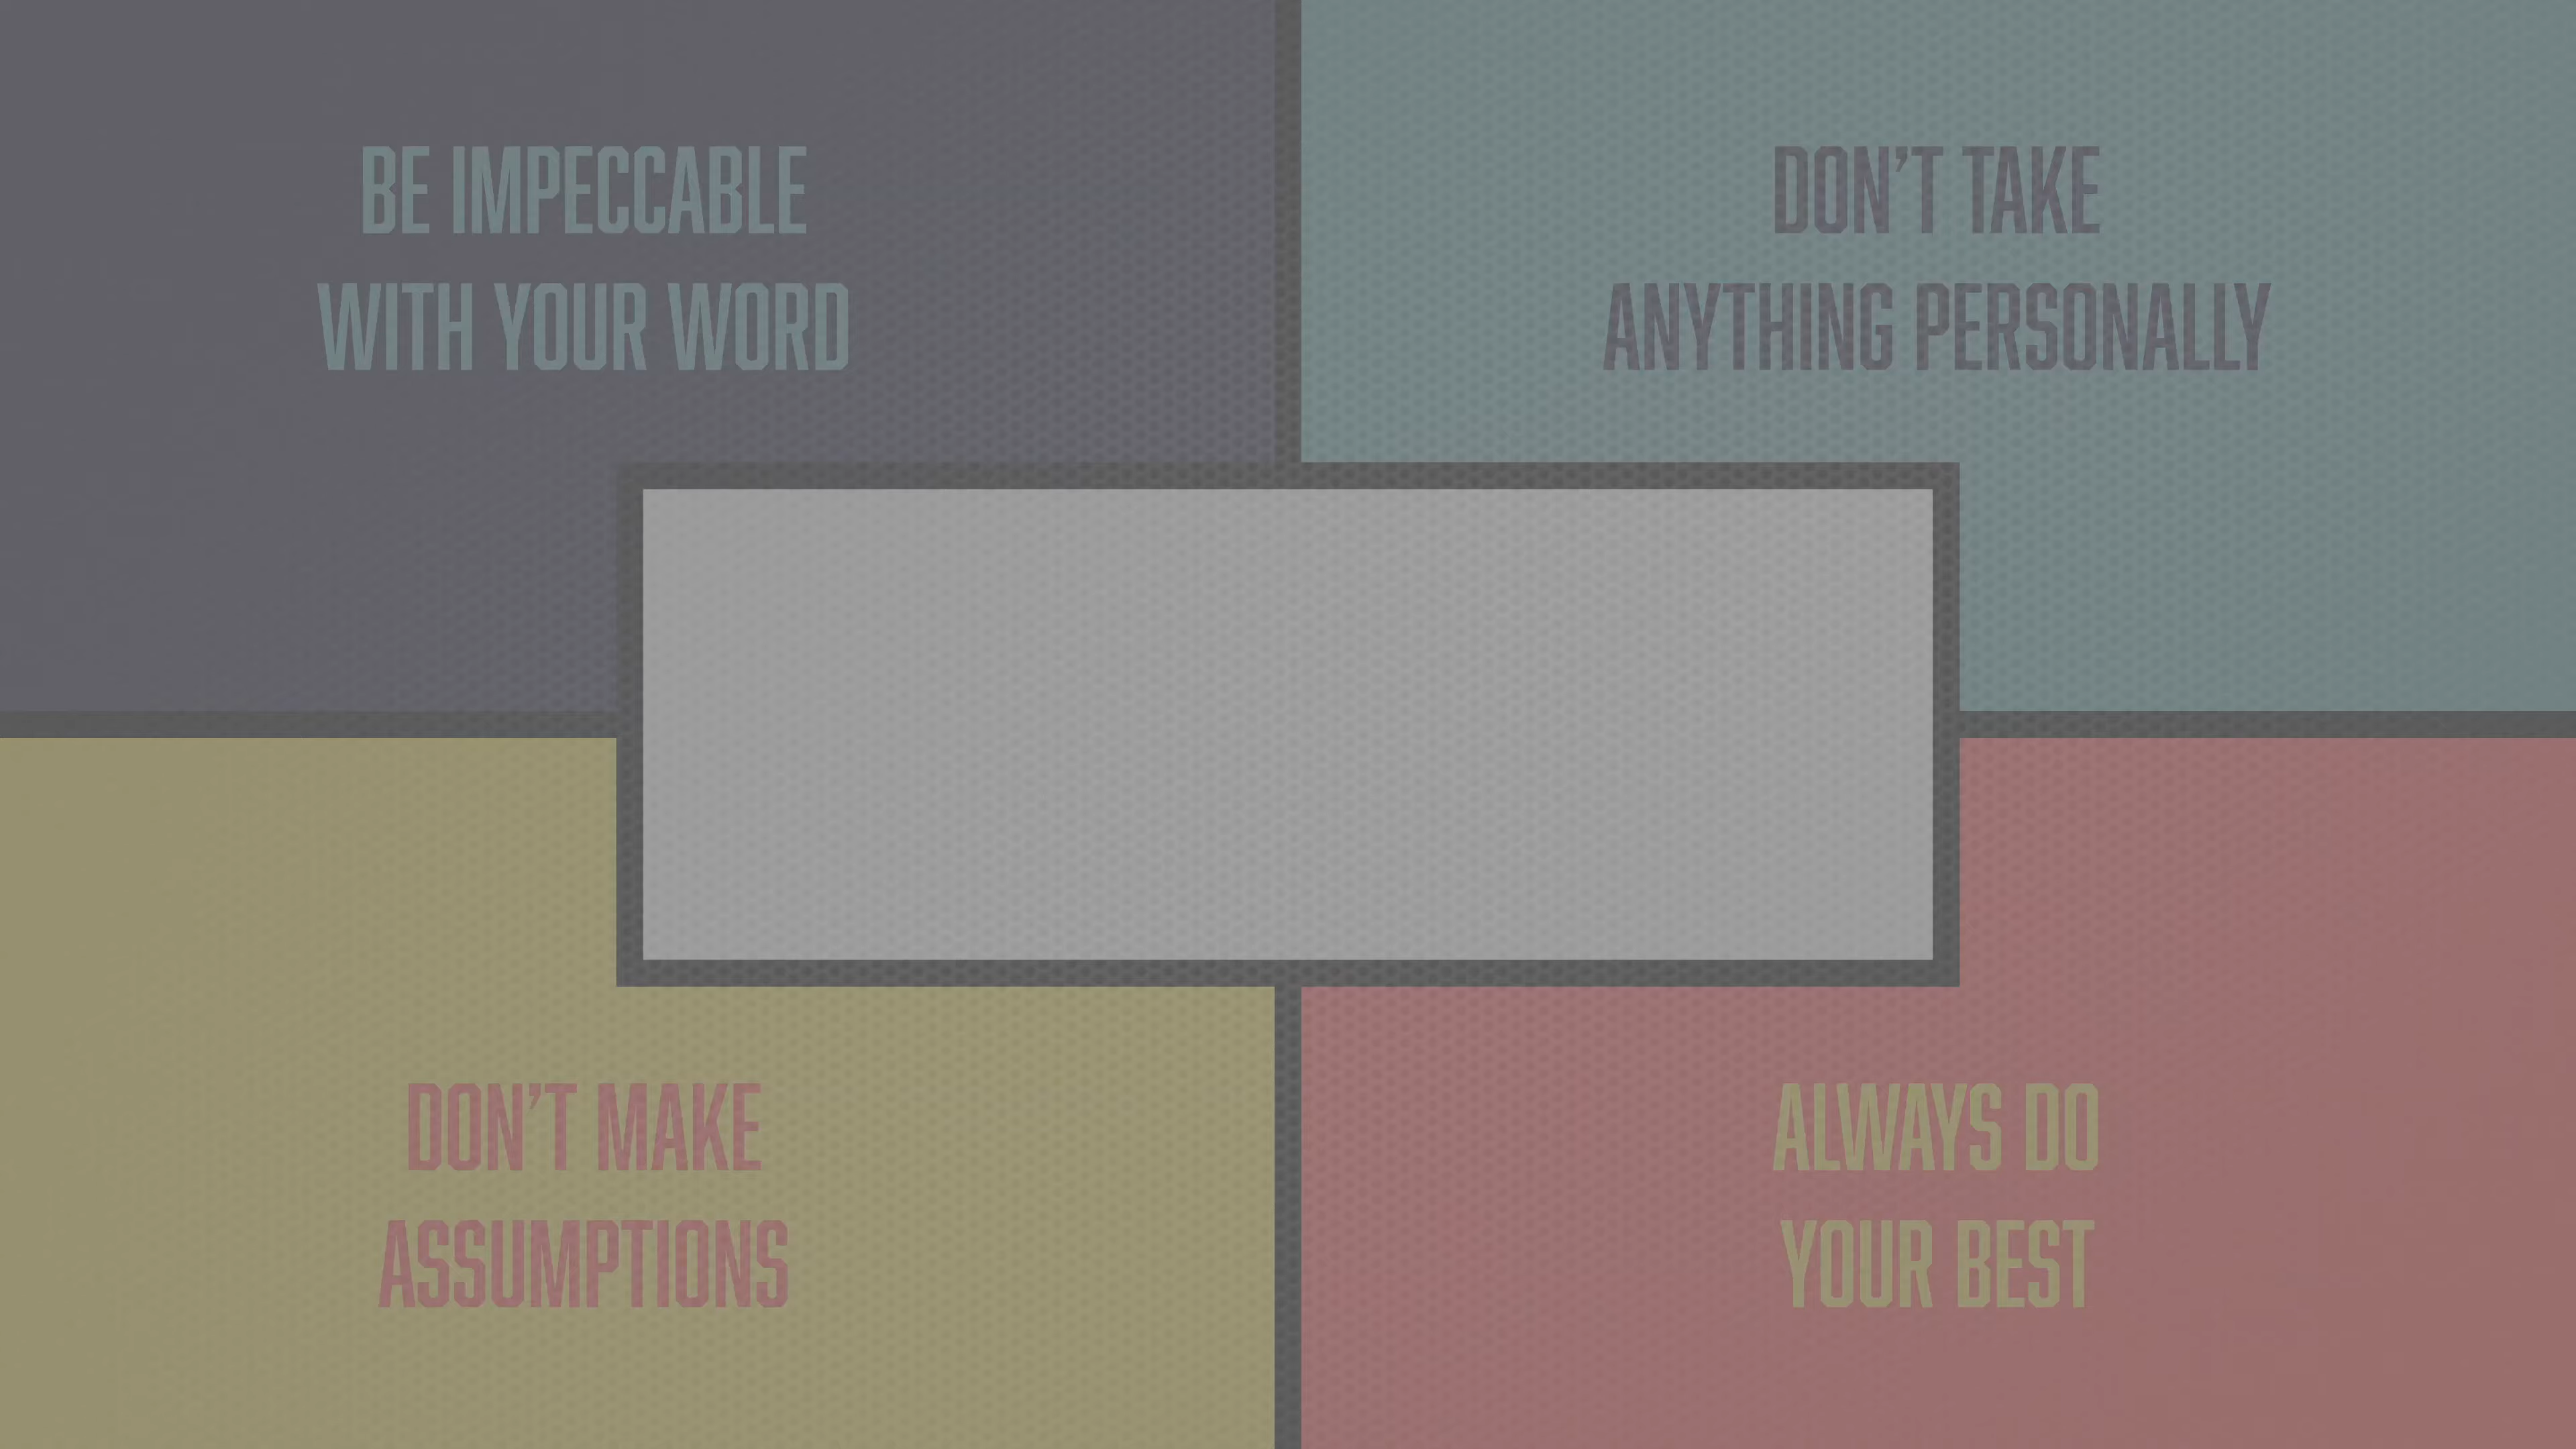 BE IMPECCABLE
WITH YOUR WORD
DON'T TAKE
ANYTHING PERSONALLY
DON'T MAKE
ASSUMPTIONS
ALWAYS DO
YOUR BEST